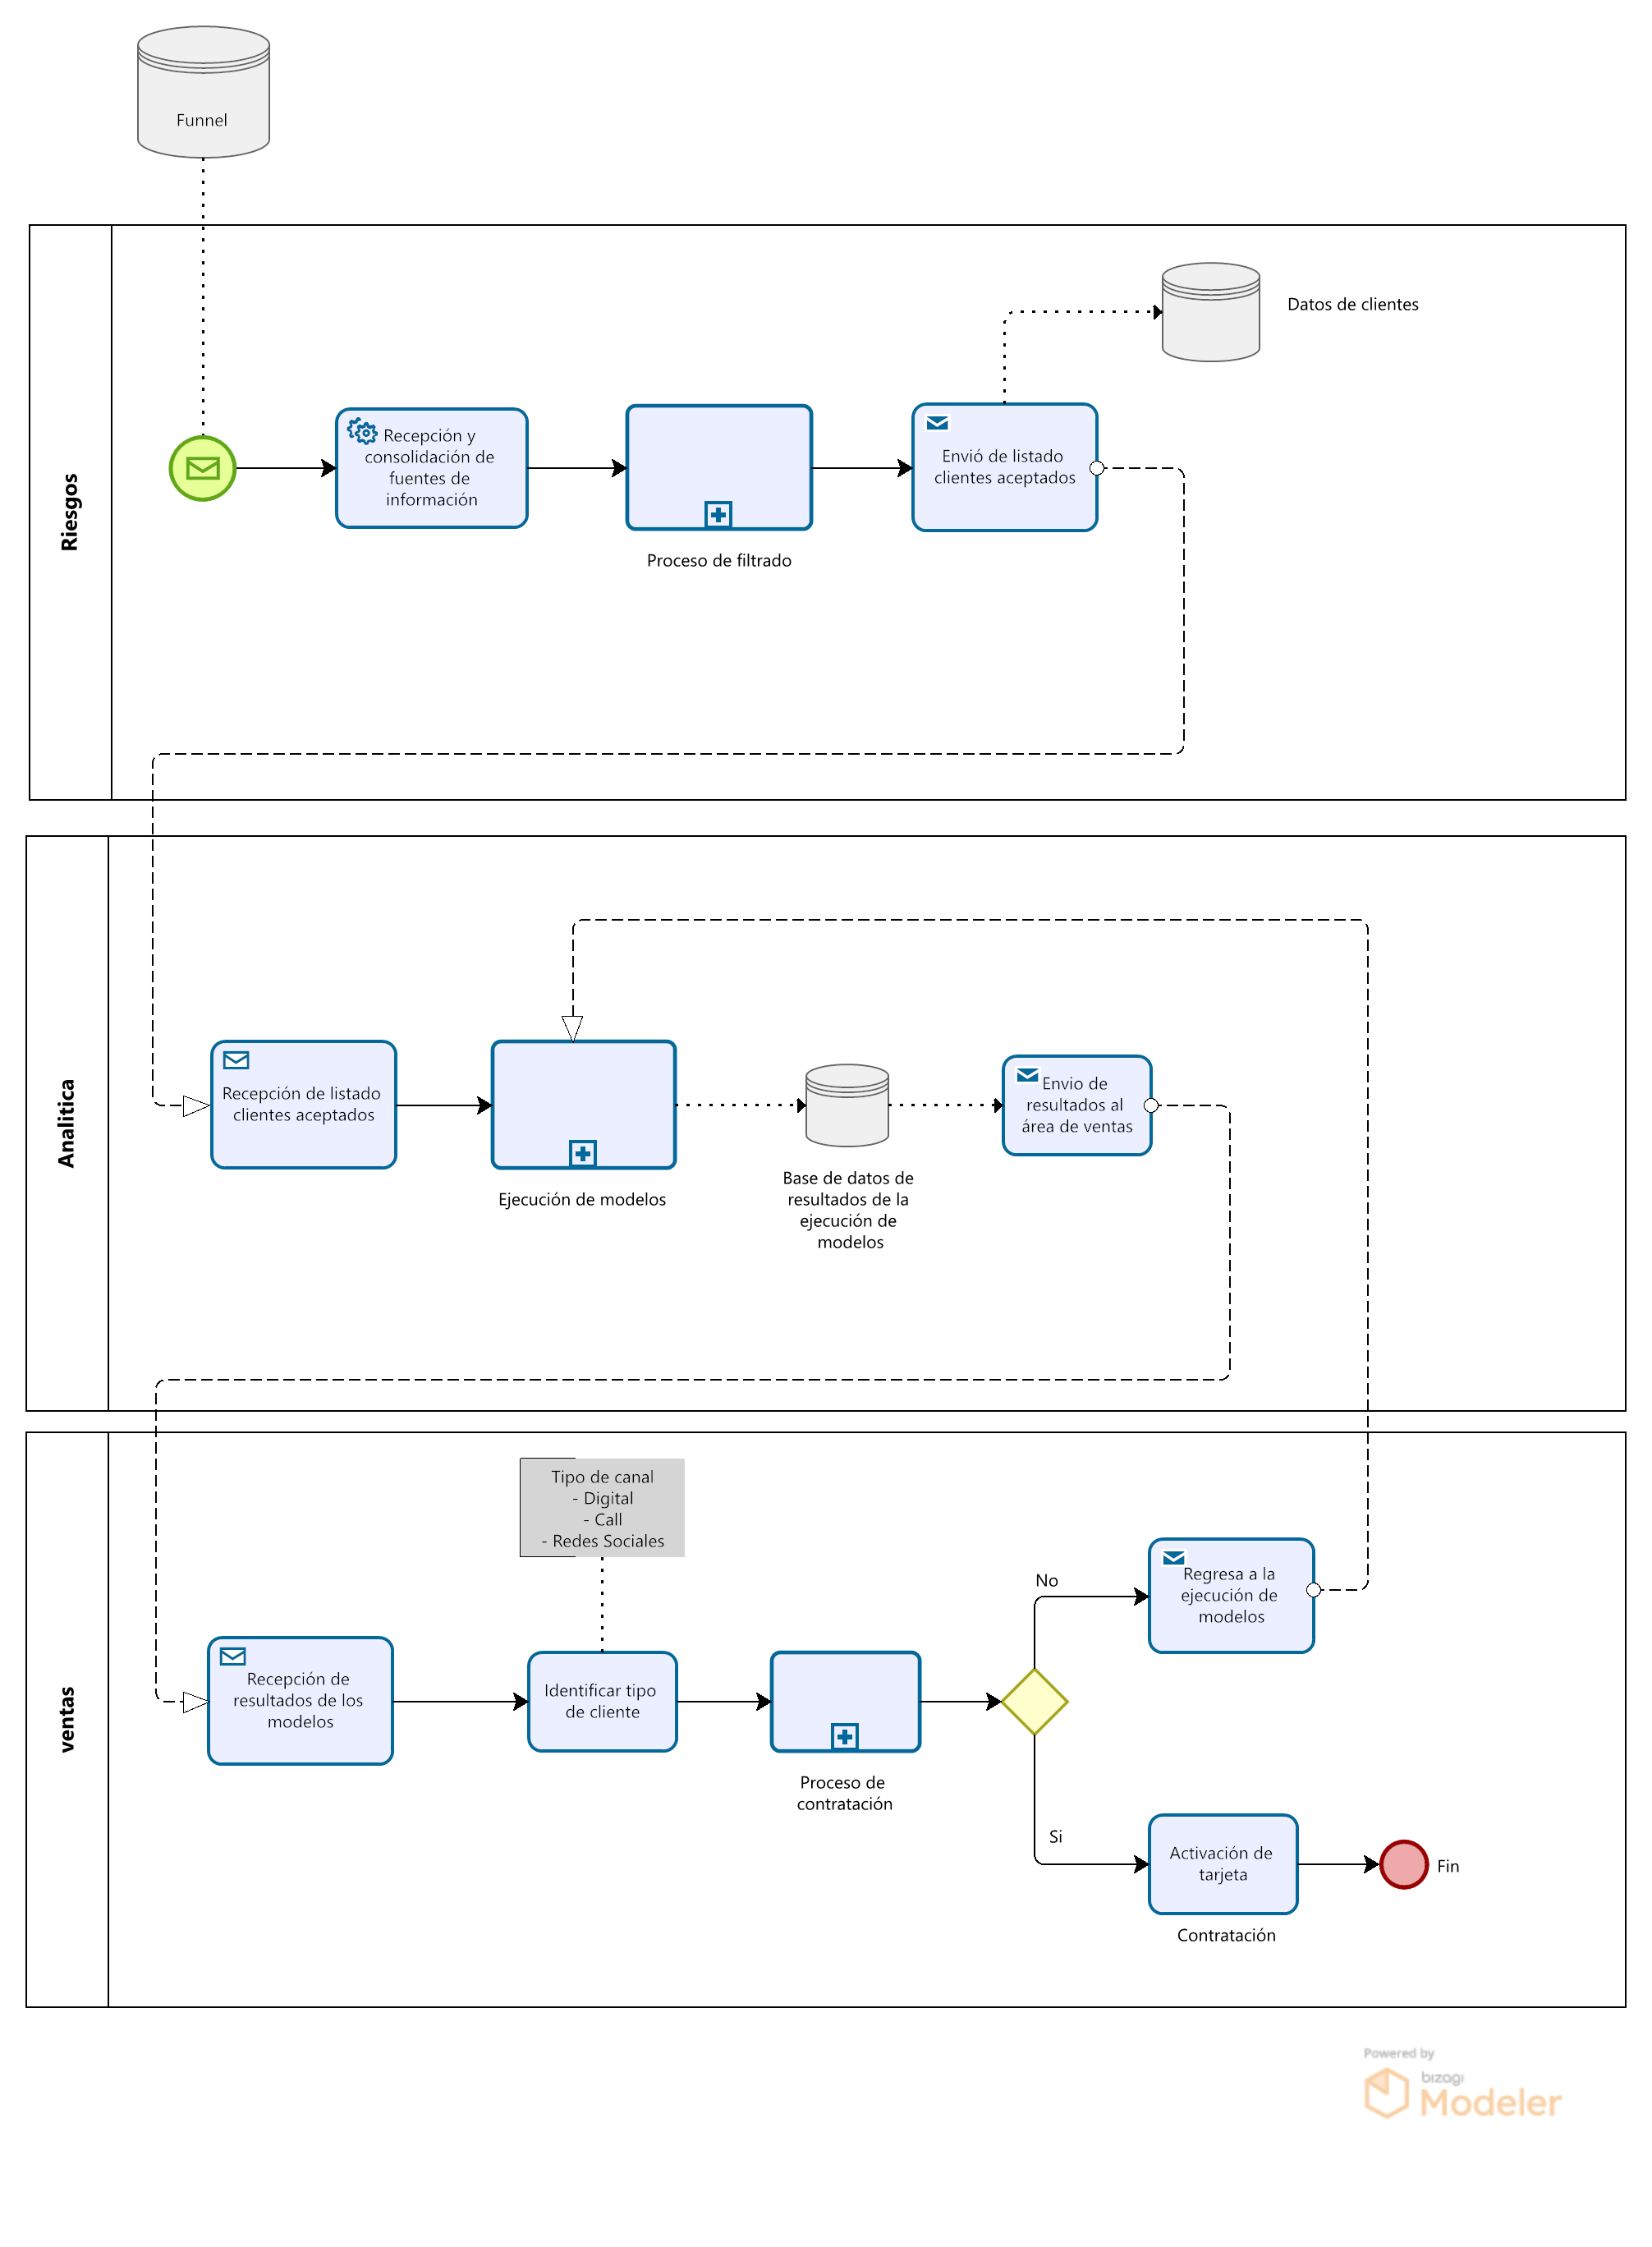 Funnel
Riesgos
Datos de clientes
Recepción y
consolidación de
fuentes de
información
Proceso de filtrado
Envió de listado
clientes aceptados
Analitica
Recepción de listado
clientes aceptados
Ejecución de modelos
Base de datos de
resultados de la
ejecución de
modelos
Envio de
resultados al
área de ventas
ventas
Tipo de canal
- Digital
- Call
- Redes Sociales
Recepción de
resultados de los
modelos
Identificar tipo
de cliente
Proceso de
contratación
No
Regresa a la
ejecución de
modelos
Si
Activación de
tarjeta
Contratación
Fin
Powered by
bizagi
Modeler